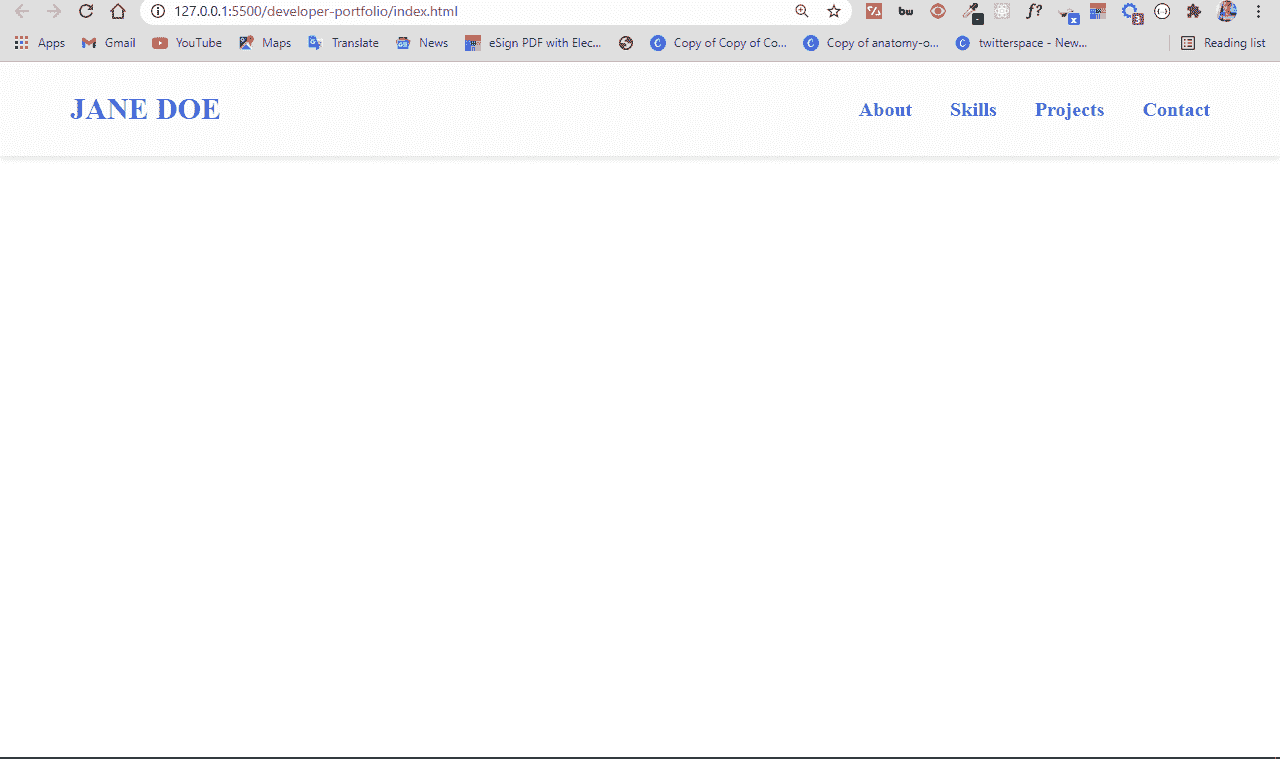 127.0.0.1:5500/developer-portfolio/index.html
bw
f?
x
3
Apps Gmail YouTube Maps Translate News eSign PDF with Elec... Copy of Copy of Co... Copy of anatomy-o... twitterspace - New... Reading list
JANE DOE About Skills Projects Contact